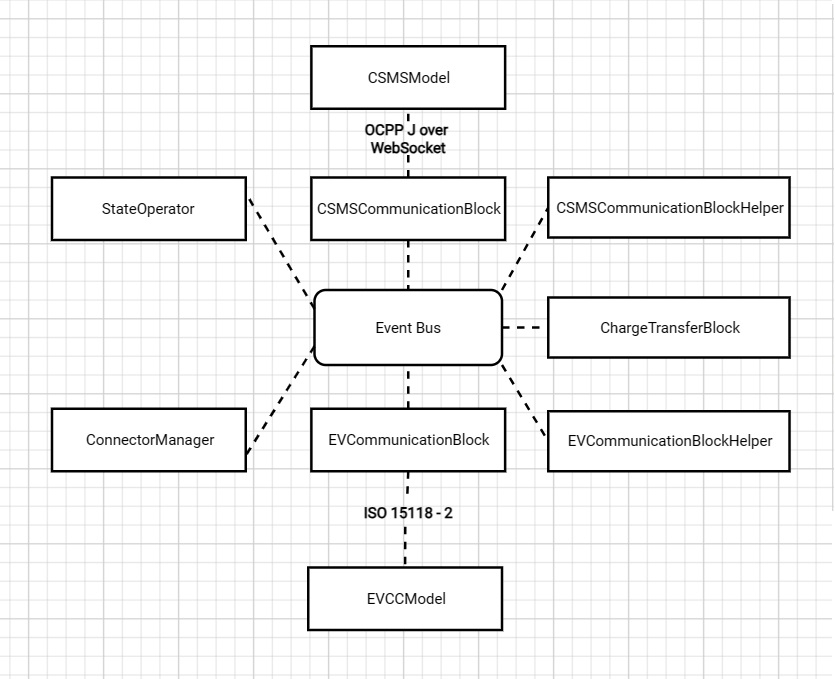 CSMSModel
OCPP J over
WebSocket
StateOperator
CSMSCommunicationBlock
CSMSCommunicationBlockHelper
Event Bus
ChargeTransferBlock
ConnectorManager
EVCommunicationBlock
EVCommunicationBlockHelper
ISO 15118 - 2
EVCCModel